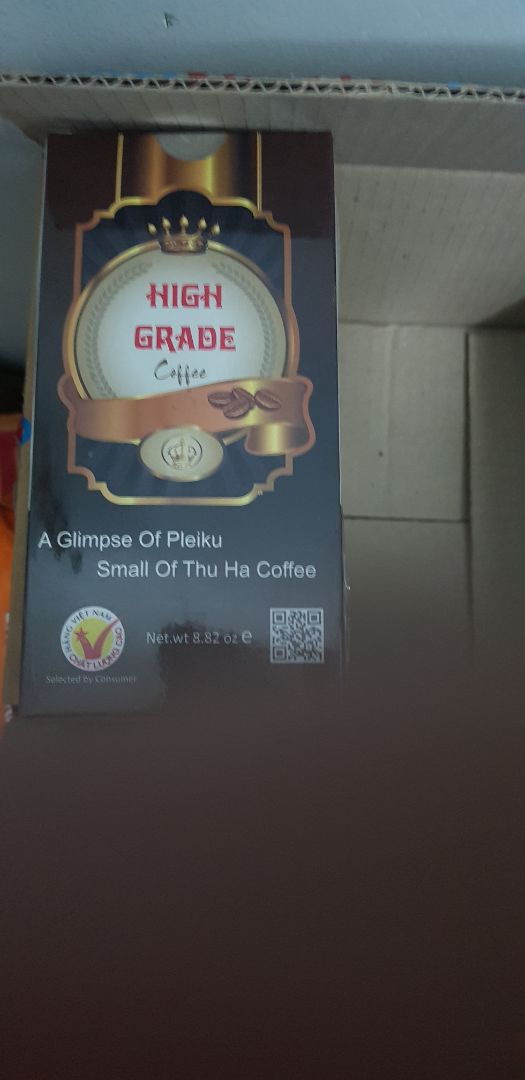 HIGH
GRADE
Coffee
A Glimpse Of Pleiku
Small Of Thu Ha Coffee
HÀNG VIỆT NAM
CHẤT LƯỢNG CAO
Net.wt 8.82 oz e
Selected by Consumer